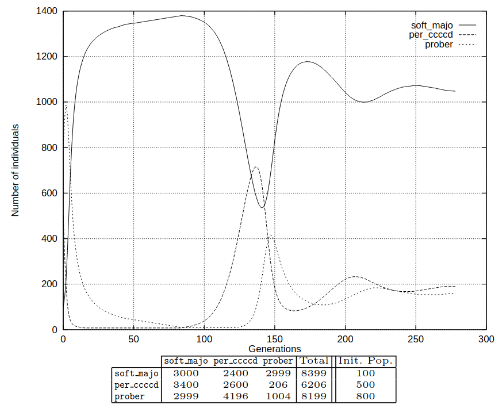 1400
1200
1000
800
600
400
200
0
Number of individuals
soft_majo
per_ccccd
prober
0 50 100 150 200 250 300
Generations
soft_majo per_ccccd prober Total Init. Pop.
soft_majo 3000 2400 2999 8399 100
per_ccccd 3400 2600 206 6206 500
prober 2999 4196 1004 8199 800